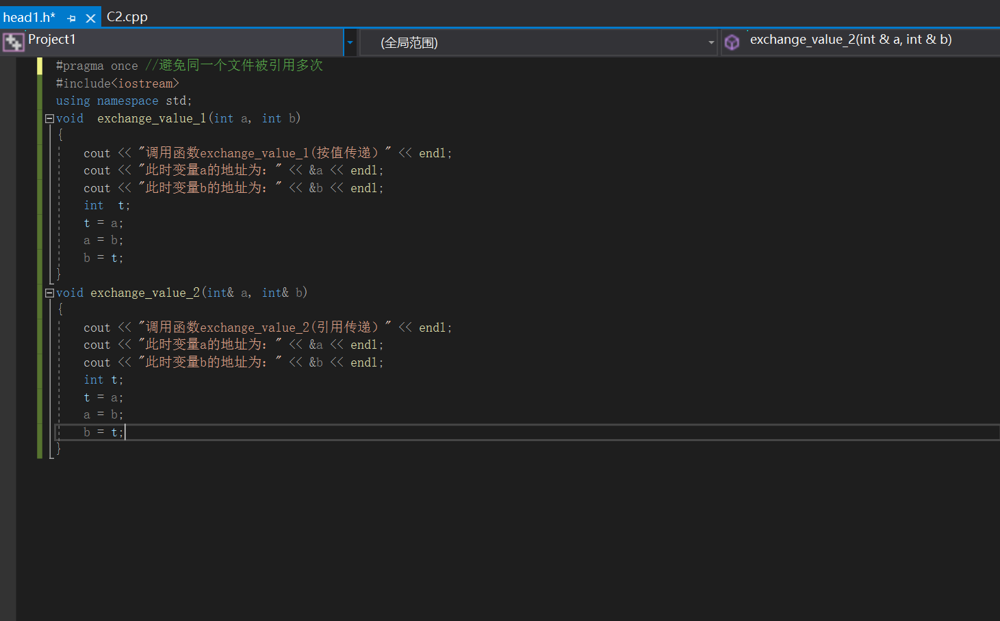 head1.h* C2.cpp
Project1 (全局范围) exchange_value_2(int & a, int & b)
#pragma once //避免同一个文件被引用多次
#include<iostream>
using namespace std;
void  exchange_value_1(int a, int b)
{
    cout << "调用函数exchange_value_1(按值传递）" << endl;
    cout << "此时变量a的地址为：" << &a << endl;
    cout << "此时变量b的地址为：" << &b << endl;
    int  t;
    t = a;
    a = b;
    b = t;
}
void exchange_value_2(int& a, int& b)
{
    cout << "调用函数exchange_value_2(引用传递）" << endl;
    cout << "此时变量a的地址为：" << &a << endl;
    cout << "此时变量b的地址为：" << &b << endl;
    int t;
    t = a;
    a = b;
    b = t;
}